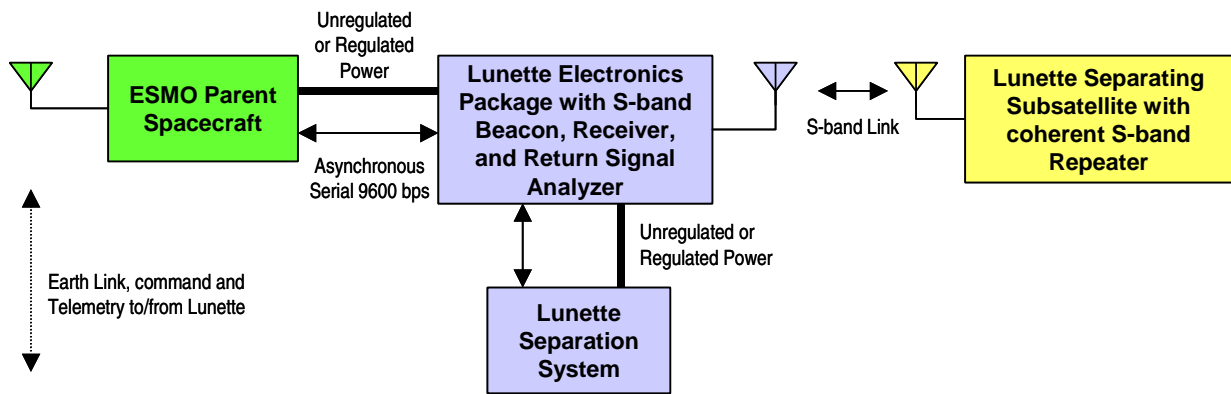 Unregulated
or Regulated
Power
ESMO Parent
Spacecraft
Asynchronous
Serial 9600 bps
Lunette Electronics
Package with S-band
Beacon, Receiver,
and Return Signal
Analyzer
S-band Link
Lunette Separating
Subsatellite with
coherent S-band
Repeater
Unregulated or
Regulated Power
Earth Link, command and
Telemetry to/from Lunette
Lunette
Separation
System